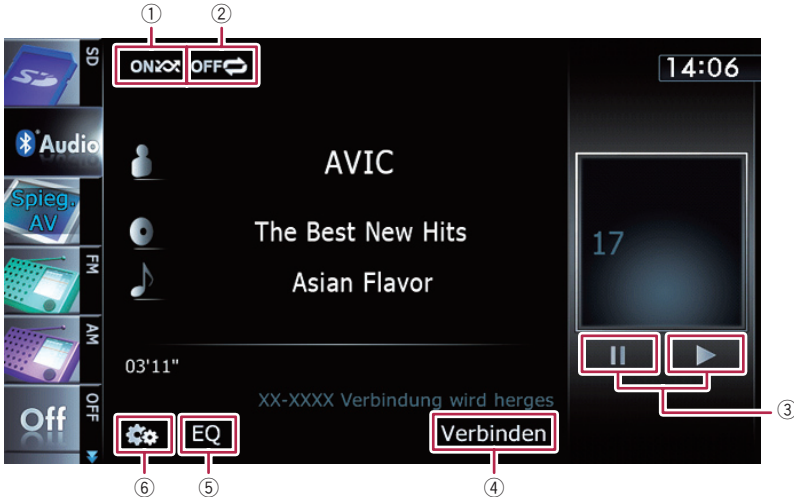 ① ②
SD
ON OFF 14:06
Audio
AVIC
Spieg.
AV
The Best New Hits
17
FM
Asian Flavor
AM
03'11"
XX-XXXX Verbindung wird herges
OFF
Off
EQ
Verbinden
③
⑥ ⑤ ④